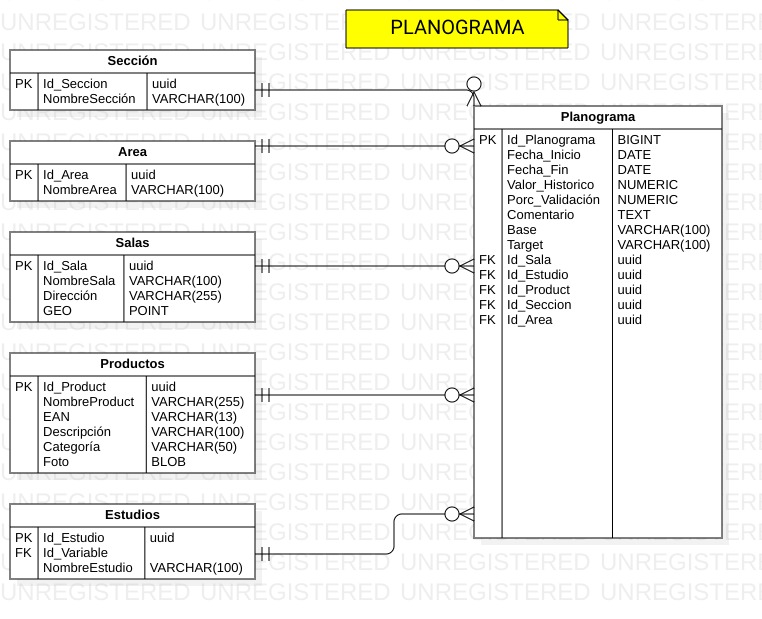 PLANOGRAMA
Sección
PK Id_Seccion uuid
NombreSección VARCHAR(100)
Area
PK Id_Area uuid
NombreArea VARCHAR(100)
Salas
PK Id_Sala uuid
NombreSala VARCHAR(100)
Dirección VARCHAR(255)
GEO POINT
Productos
PK Id_Product uuid
NombreProduct VARCHAR(255)
EAN VARCHAR(13)
Descripción VARCHAR(100)
Categoría VARCHAR(50)
Foto BLOB
Estudios
PK Id_Estudio uuid
FK Id_Variable
NombreEstudio VARCHAR(100)
Planograma
PK Id_Planograma BIGINT
Fecha_Inicio DATE
Fecha_Fin DATE
Valor_Historico NUMERIC
Porc_Validación NUMERIC
Comentario TEXT
Base VARCHAR(100)
Target VARCHAR(100)
FK Id_Sala uuid
FK Id_Estudio uuid
FK Id_Product uuid
FK Id_Seccion uuid
FK Id_Area uuid
UNREGISTERED UNREGISTERED UNREGISTERED UNREGISTERED